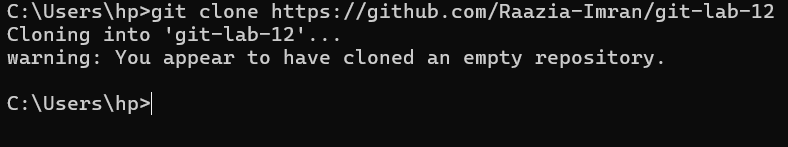 C:\Users\hp>git clone https://github.com/Raazia-Imran/git-lab-12
Cloning into 'git-lab-12'...
warning: You appear to have cloned an empty repository.
C:\Users\hp>